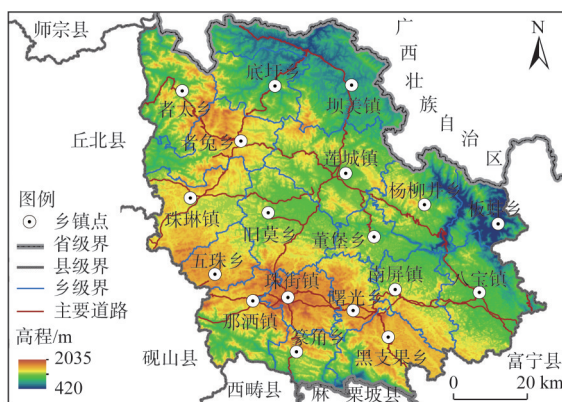 师宗县
广西壮族自治区
N
底圩乡
者太乡
坝美镇
者兔乡
丘北县
莲城镇
杨柳井乡
板蚌乡
珠琳镇
旧莫乡
董堡乡
五珠乡
珠街镇
南屏镇
八宝镇
那洒镇
曙光乡
篆角乡
黑支果乡
砚山县
西畴县
麻栗坡县
富宁县
图例
乡镇点
省级界
县级界
乡级界
主要道路
高程/m
2035
420
0 20 km